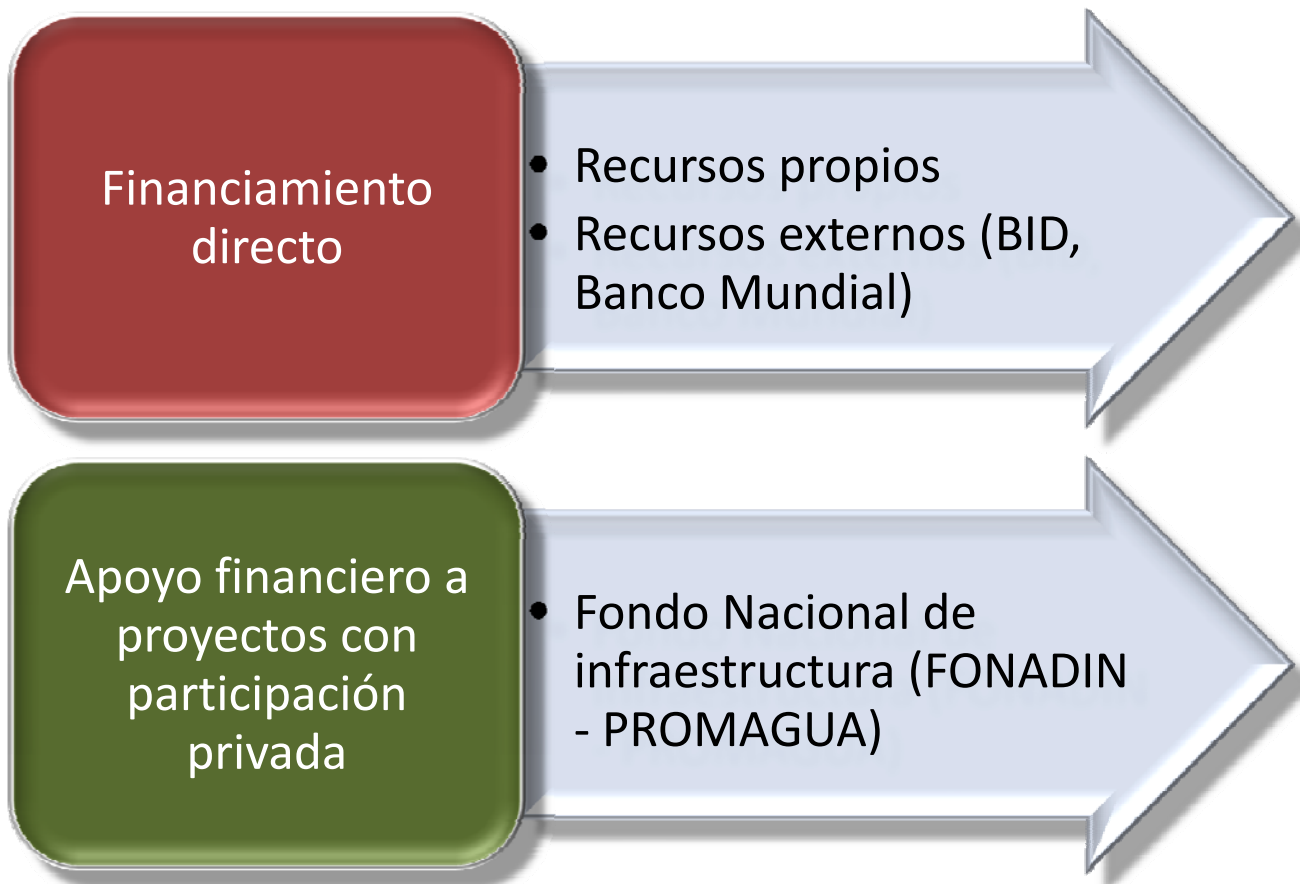 Financiamiento
directo
• Recursos propios
• Recursos externos (BID,
Banco Mundial)
Apoyo financiero a
proyectos con
participación
privada
• Fondo Nacional de
infraestructura (FONADIN
- PROMAGUA)